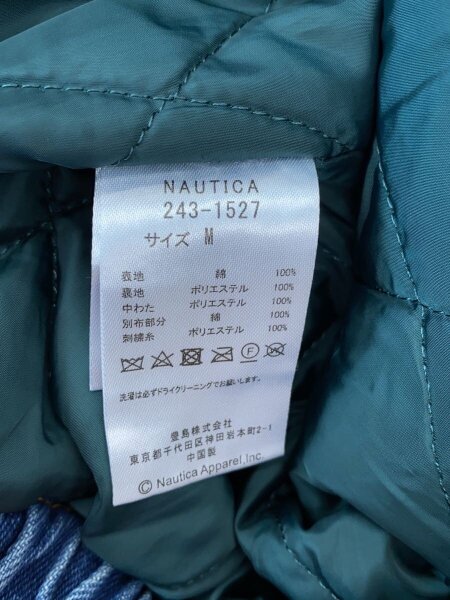 NAUTICA
243-1527
サイズ M
表地 綿 100%
裏地 ポリエステル 100%
中わた ポリエステル 100%
別布部分 綿 100%
刺繍糸 ポリエステル 100%
洗濯は必ずドライクリーニングでお願いします。
豊島株式会社
東京都千代田区神田岩本町2-1
中国製
© Nautica Apparel, Inc.